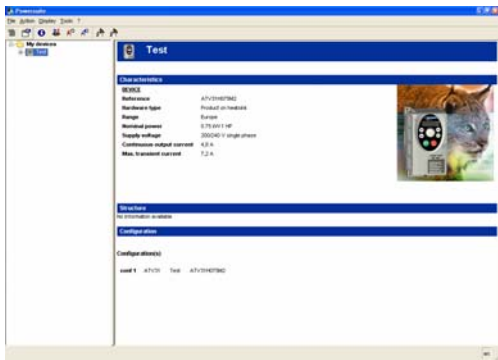 Powersuite
File Action Display Tools ?
My devices
Test
Test
Characteristics
DEVICE
Reference ATV31H075M2
Hardware type Product on heatsink
Range Europe
Nominal power 0.75 kW/1 HP
Supply voltage 200/240 V single phase
Continuous output current 4,8 A
Max. transient current 7,2 A
Structure
No information available
Configuration
Configuration(s)
conf 1 ATV31 Test ATV31H075M2